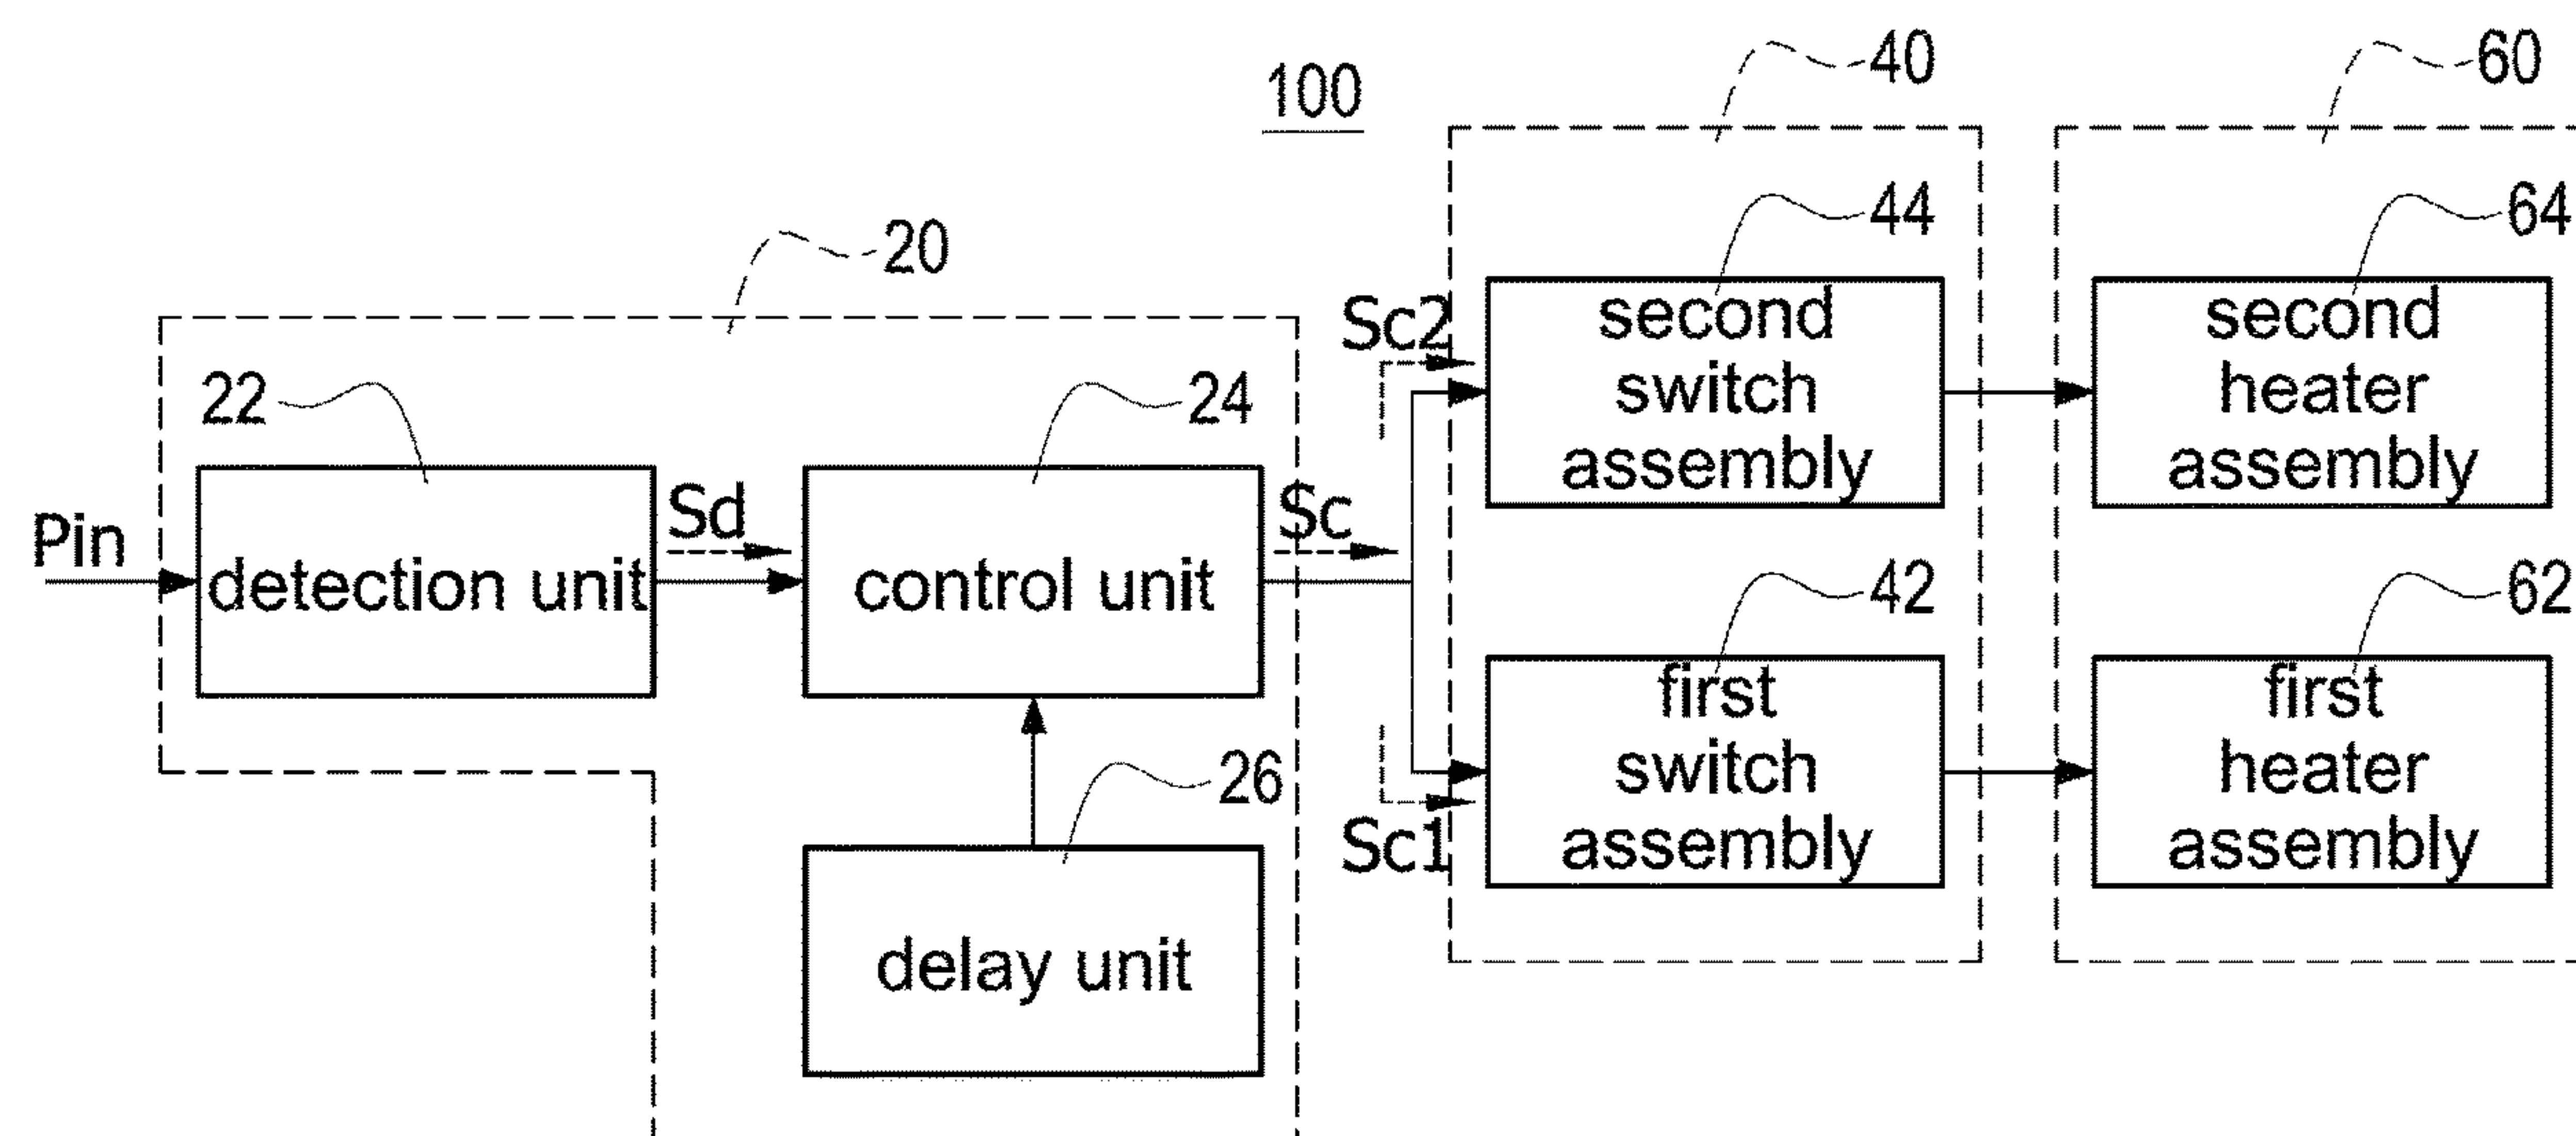 100
40
60
44
64
20
Sc2
second
switch
assembly
second
heater
assembly
22
24
Pin
Sd
Sc
detection unit
control unit
42
62
first
switch
assembly
first
heater
assembly
26
Sc1
delay unit